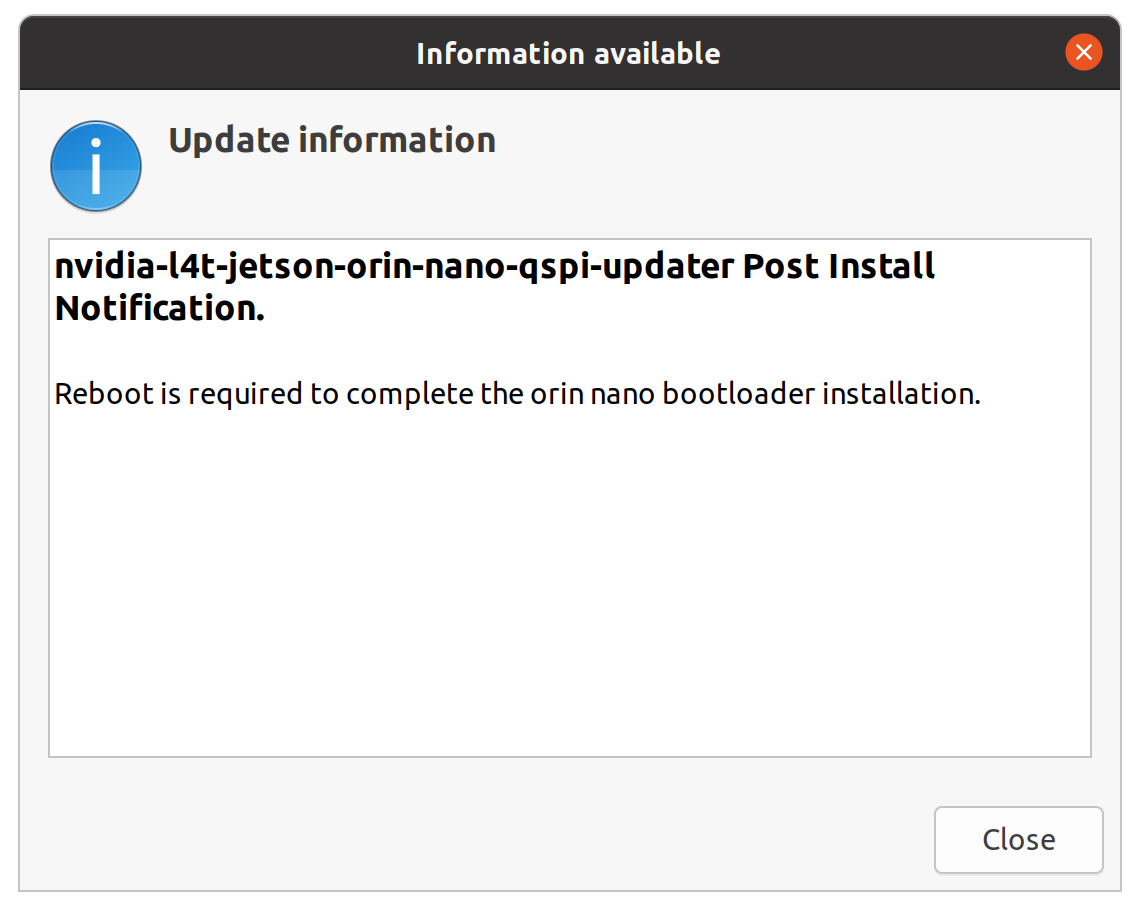 Information available
Update information
nvidia-l4t-jetson-orin-nano-qspi-updater Post Install
Notification.
Reboot is required to complete the orin nano bootloader installation.
Close